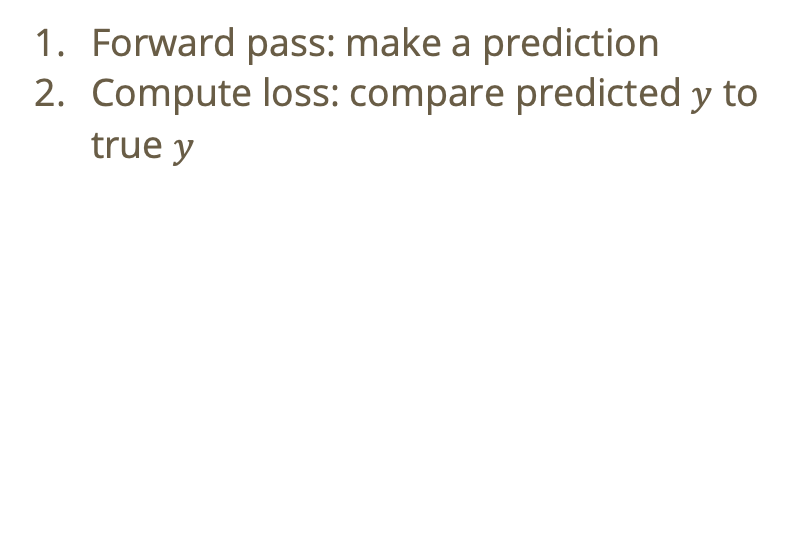 1. Forward pass: make a prediction
2. Compute loss: compare predicted y to
true y